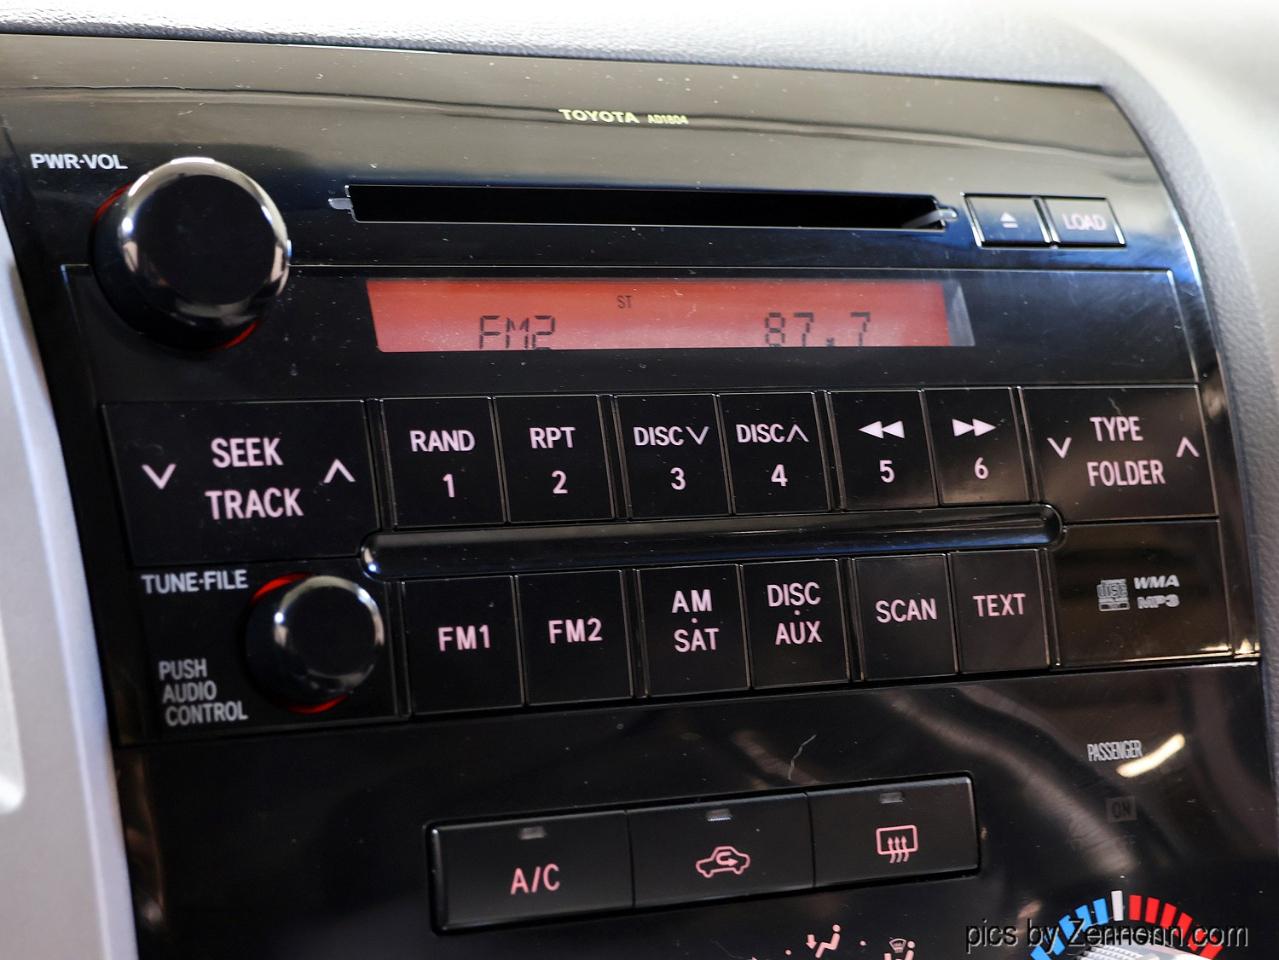 TOYOTA AD1804
PWR·VOL
LOAD
ST
FM2 87.7
SEEK
TRACK
RAND
1
RPT
2
DISC
3
DISC
4
5
6
TYPE
FOLDER
TUNE·FILE
PUSH
AUDIO
CONTROL
FM1
FM2
AM
·
SAT
DISC
·
AUX
SCAN
TEXT
WMA
MP3
PASSENGER
ON
A/C
pics by Zemnonn.com